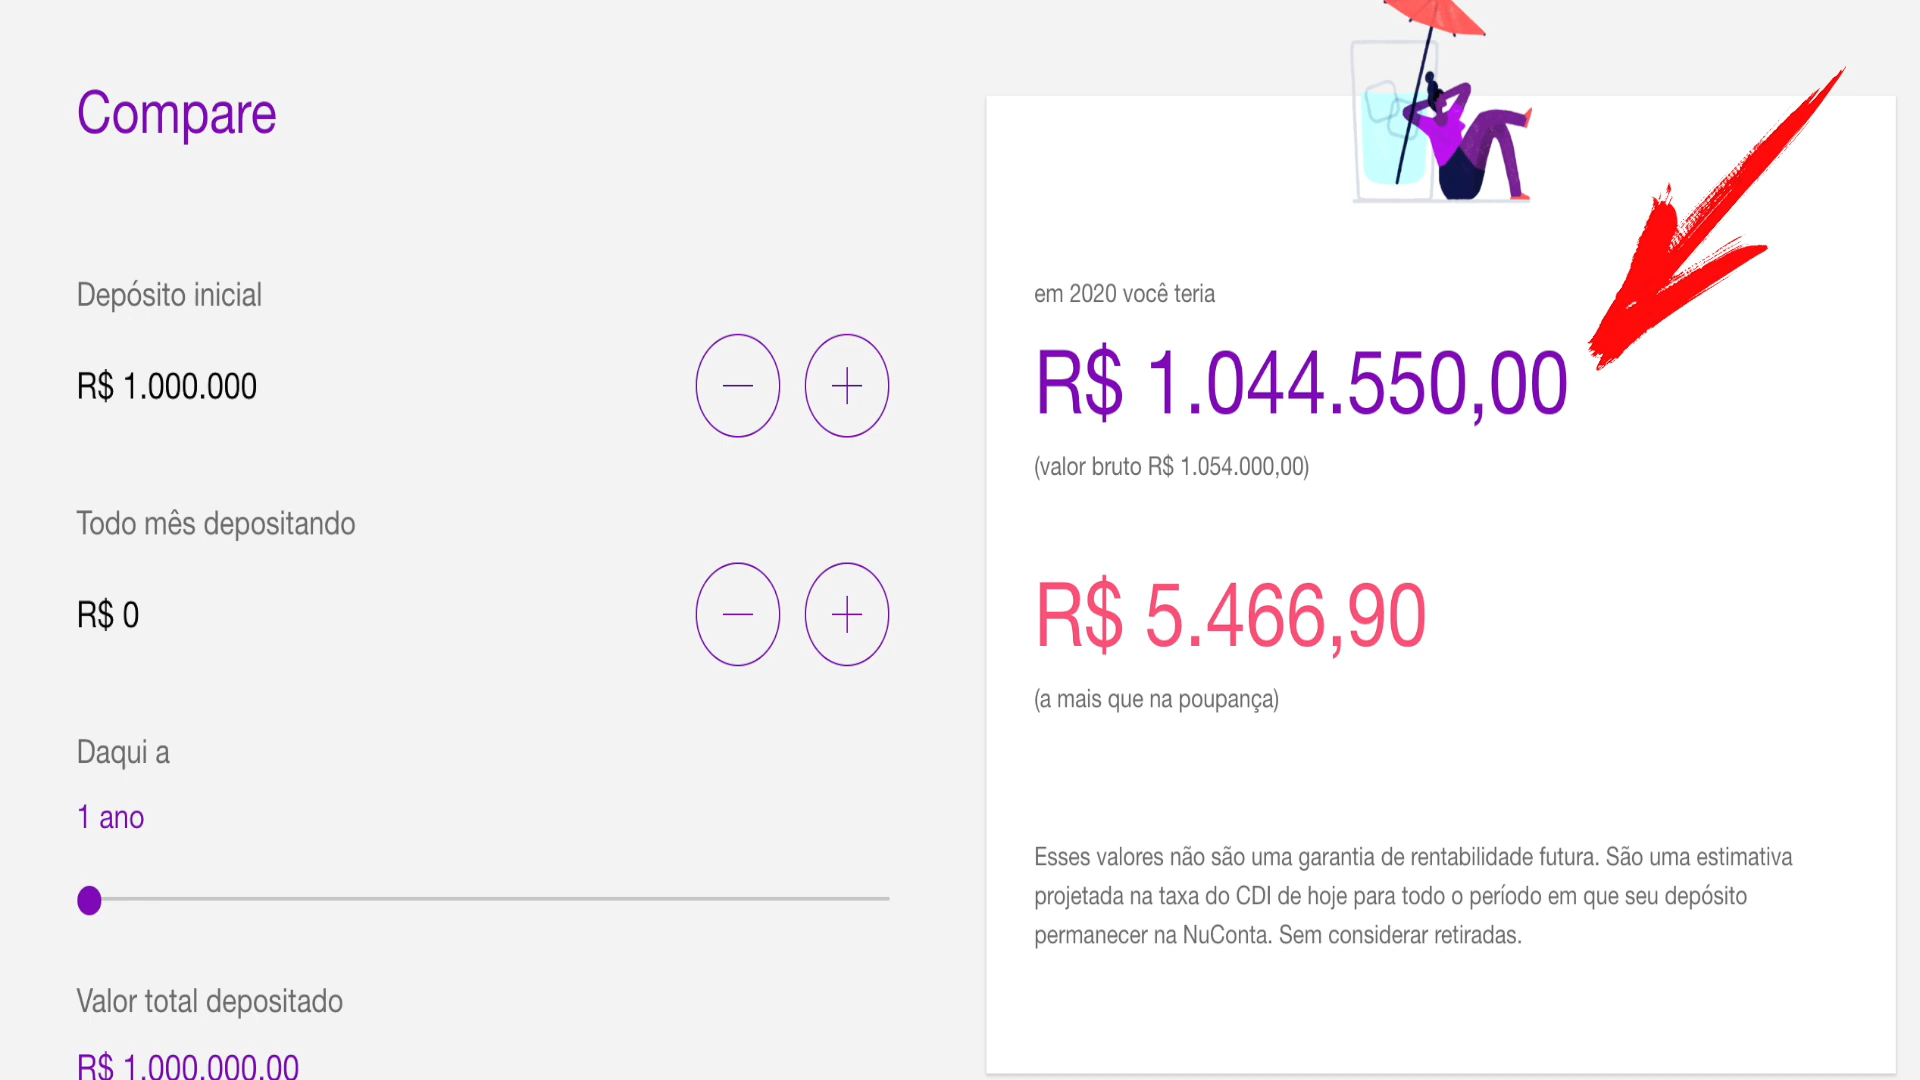 Compare
Depósito inicial
R$ 1.000.000
Todo mês depositando
R$ 0
Daqui a
1 ano
Valor total depositado
R$ 1.000.000,00
em 2020 você teria
R$ 1.044.550,00
(valor bruto R$ 1.054.000,00)
R$ 5.466,90
(a mais que na poupança)
Esses valores não são uma garantia de rentabilidade futura. São uma estimativa
projetada na taxa do CDI de hoje para todo o período em que seu depósito
permanecer na NuConta. Sem considerar retiradas.